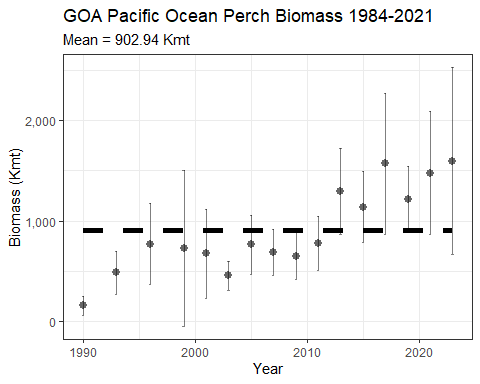 GOA Pacific Ocean Perch Biomass 1984-2021
Mean = 902.94 Kmt
Biomass (Kmt)
2,000
1,000
0
1990 2000 2010 2020
Year